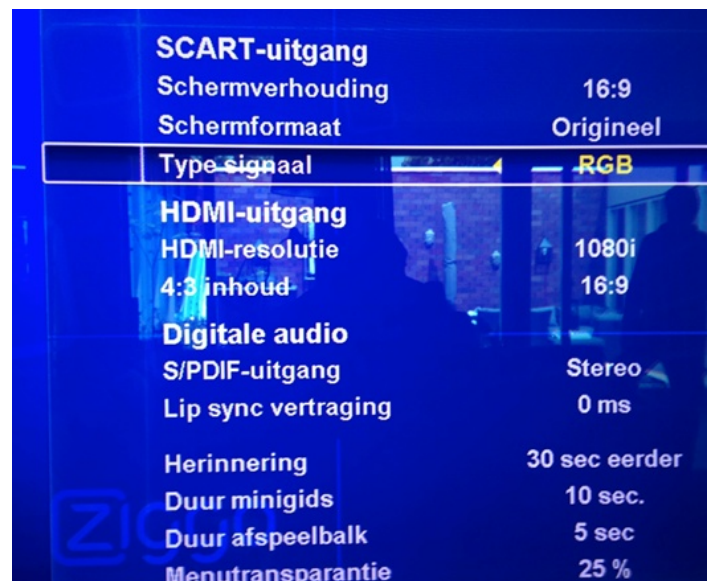 SCART-uitgang
Schermverhouding 16:9
Schermformaat Origineel
Type signaal RGB
HDMI-uitgang
HDMI-resolutie 1080i
4:3 inhoud 16:9
Digitale audio
S/PDIF-uitgang Stereo
Lip sync vertraging 0 ms
Herinnering 30 sec eerder
Duur minigids 10 sec.
Duur afspeelbalk 5 sec
Menutransparantie 25 %
Ziggo